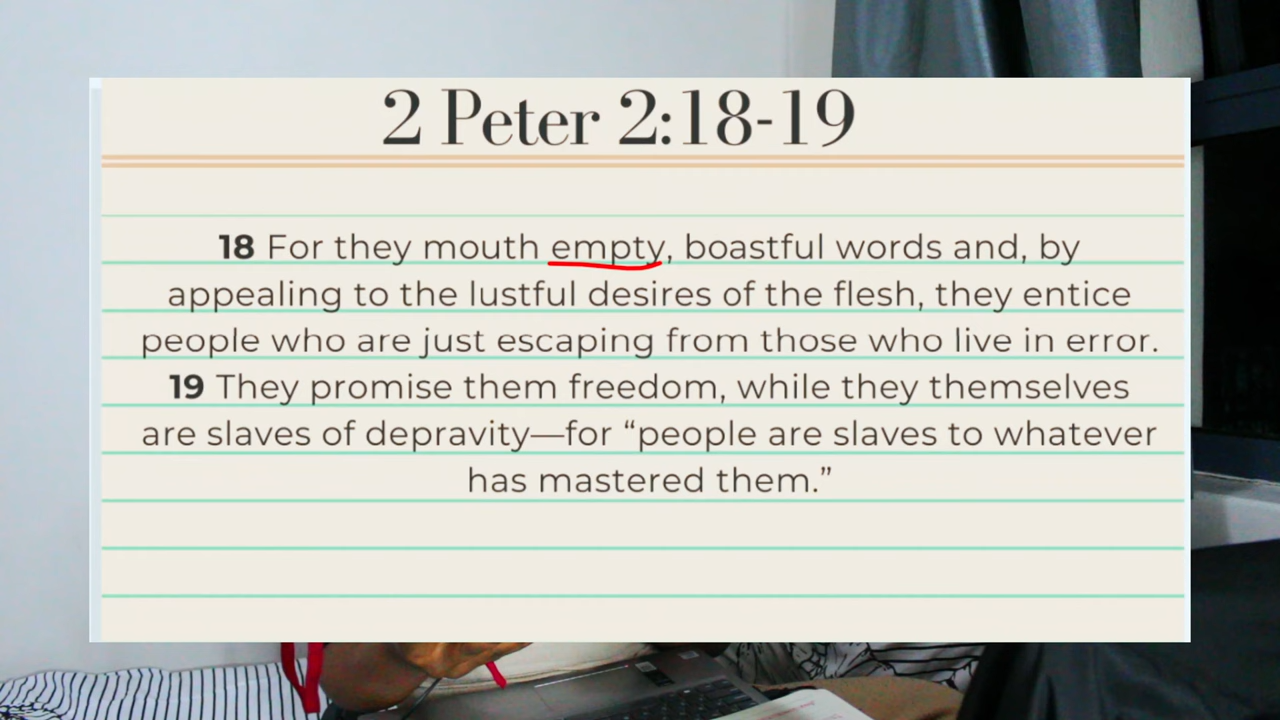 2 Peter 2:18-19
18 For they mouth empty, boastful words and, by
appealing to the lustful desires of the flesh, they entice
people who are just escaping from those who live in error.
19 They promise them freedom, while they themselves
are slaves of depravity—for “people are slaves to whatever
has mastered them.”